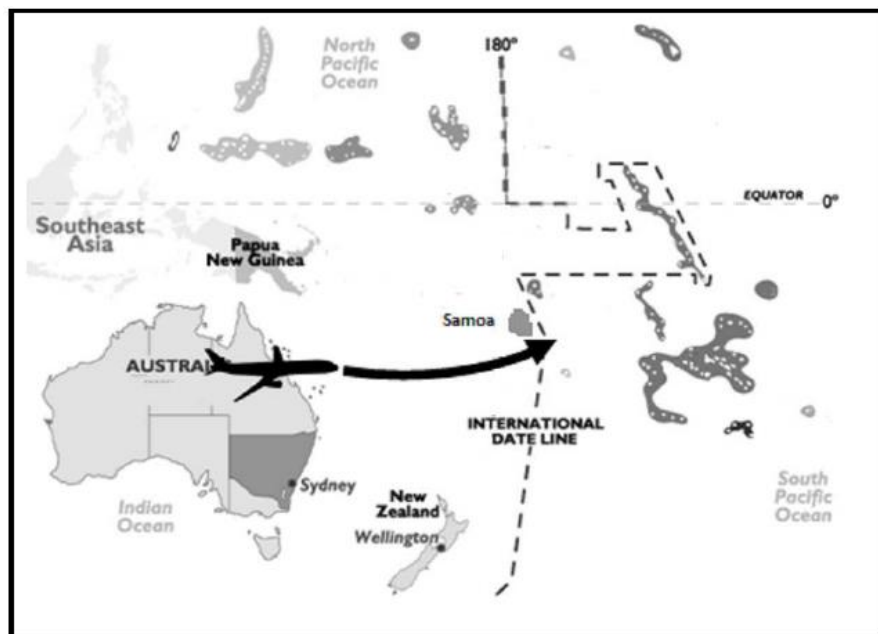 North
Pacific
Ocean
180°
EQUATOR
0°
Southeast
Asia
Papua
New Guinea
Samoa
AUSTRAL
INTERNATIONAL
DATE LINE
Sydney
New
Zealand
Wellington
Indian
Ocean
South
Pacific
Ocean